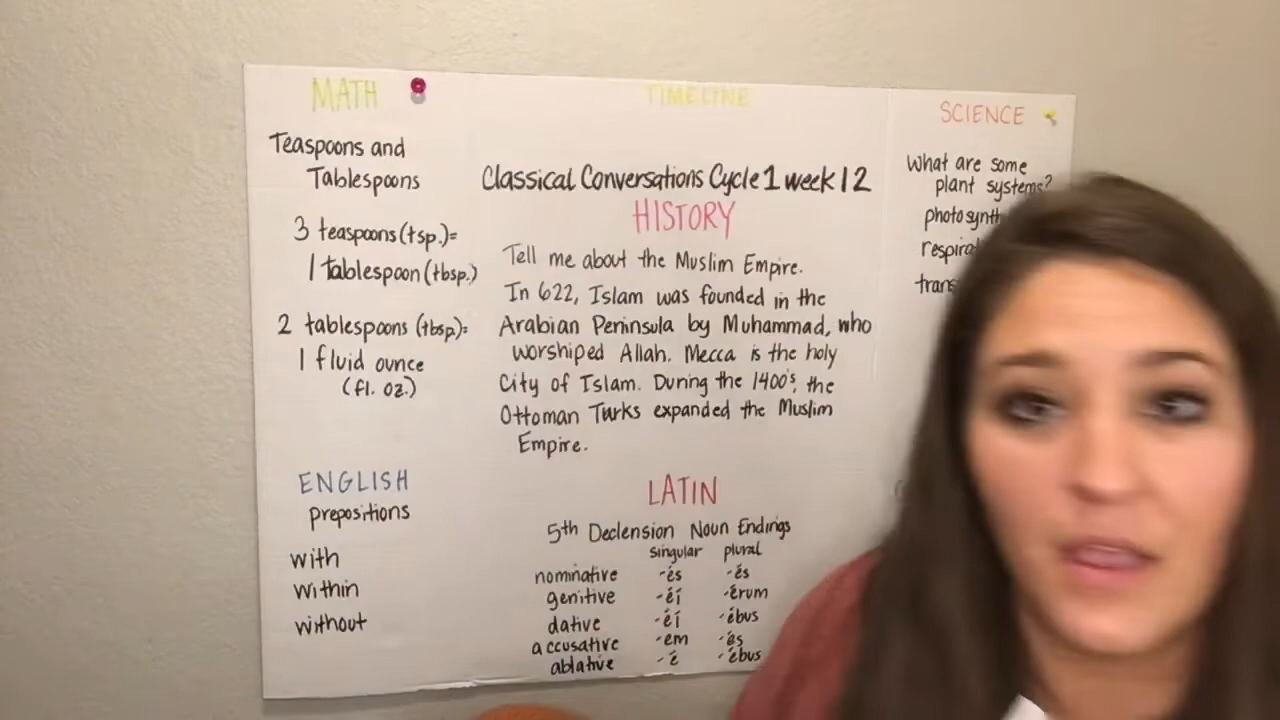 MATH
Teaspoons and
Tablespoons
3 teaspoons (tsp.)=
1 tablespoon (tbsp.)
2 tablespoons (tbsp.)=
1 fluid ounce
(fl. oz.)
ENGLISH
prepositions
with
within
without
TIMELINE
Classical Conversations Cycle 1 week 12
HISTORY
Tell me about the Muslim Empire.
In 622, Islam was founded in the
Arabian Peninsula by Muhammad, who
worshiped Allah. Mecca is the holy
City of Islam. During the 1400's, the
Ottoman Turks expanded the Muslim
Empire.
LATIN
5th Declension Noun Endings
singular plural
nominative -ēs -ēs
genitive -ēī -ērum
dative -ēī -ēbus
accusative -em -ēs
ablative -ē -ēbus
SCIENCE
What are some
plant systems?